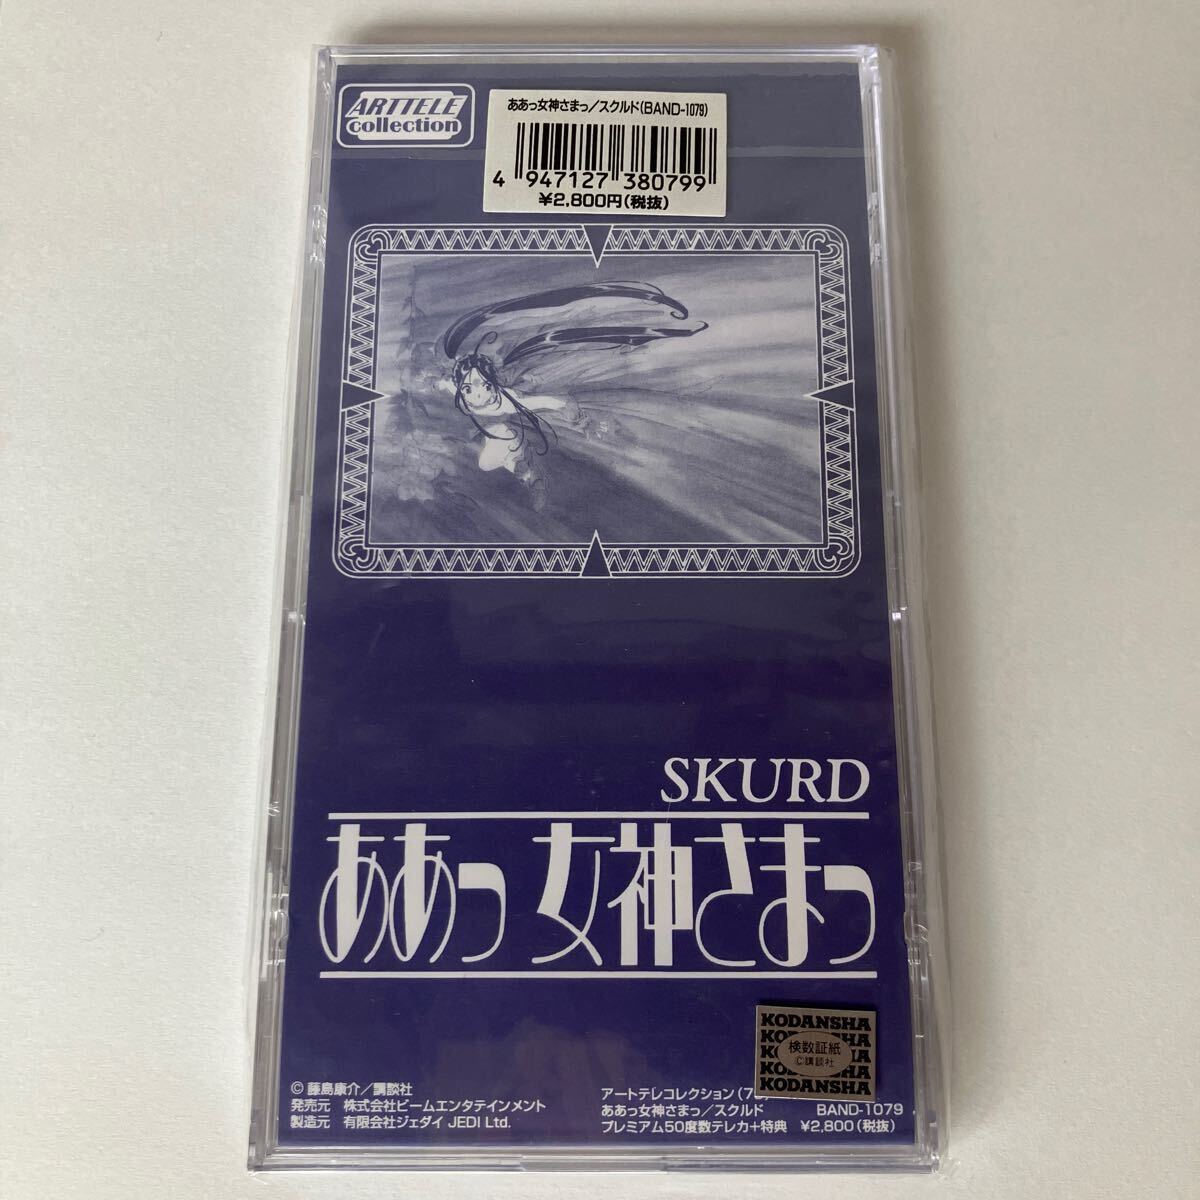 ARTTELE
collection
ああっ女神さまっ／スクルド(BAND-1079)
4 947127 380799
￥2,800円(税抜)
SKURD
ああっ女神さまっ
KODANSHA
検数証紙
©講談社
KODANSHA
© 藤島康介／講談社
発売元 株式会社ビームエンタテインメント
製造元 有限会社ジェダイ JEDI Ltd.
アートテレコレクション
ああっ女神さまっ／スクルド BAND-1079
プレミアム50度数テレカ+特典 ￥2,800(税抜)